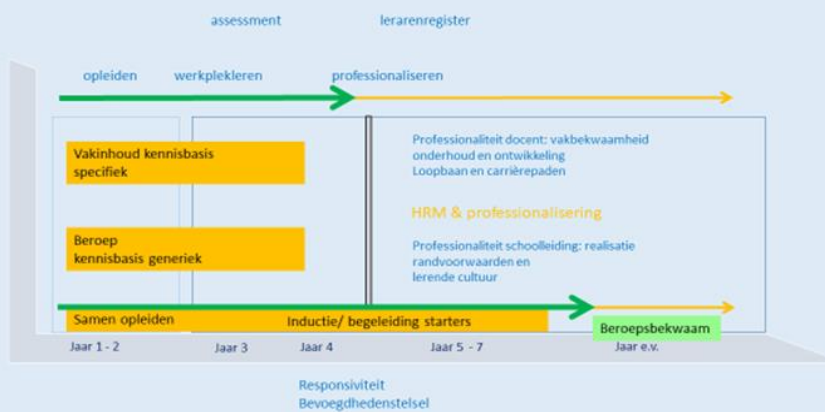 assessment lerarenregister
opleiden werkplekleren professionaliseren
Vakinhoud kennisbasis
specifiek
Professionaliteit docent: vakbekwaamheid
onderhoud en ontwikkeling
Loopbaan en carrièrepaden
HRM & professionalisering
Beroep
kennisbasis generiek
Professionaliteit schoolleiding: realisatie
randvoorwaarden en
lerende cultuur
Samen opleiden Inductie/ begeleiding starters
Beroepsbekwaam
Jaar 1 - 2 Jaar 3 Jaar 4 Jaar 5 - 7 Jaar e.v.
Responsiviteit
Bevoegdhedenstelsel